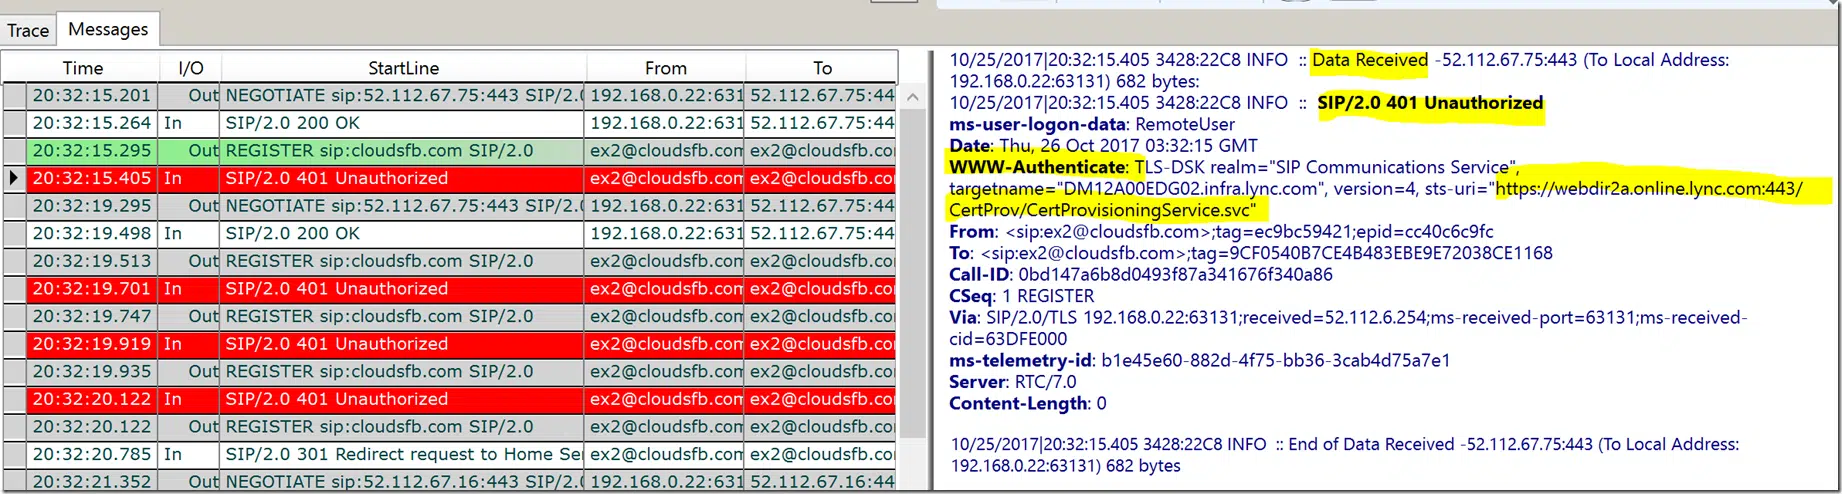 Trace Messages
Time I/O StartLine From To
20:32:15.201 Out NEGOTIATE sip:52.112.67.75:443 SIP/2.0 192.168.0.22:631 52.112.67.75:44
20:32:15.264 In SIP/2.0 200 OK 192.168.0.22:631 52.112.67.75:44
20:32:15.295 Out REGISTER sip:cloudsfb.com SIP/2.0 ex2@cloudsfb.co ex2@cloudsfb.co
20:32:15.405 In SIP/2.0 401 Unauthorized ex2@cloudsfb.co ex2@cloudsfb.co
20:32:19.295 Out NEGOTIATE sip:52.112.67.75:443 SIP/2.0 192.168.0.22:631 52.112.67.75:44
20:32:19.498 In SIP/2.0 200 OK 192.168.0.22:631 52.112.67.75:44
20:32:19.513 Out REGISTER sip:cloudsfb.com SIP/2.0 ex2@cloudsfb.co ex2@cloudsfb.co
20:32:19.701 In SIP/2.0 401 Unauthorized ex2@cloudsfb.co ex2@cloudsfb.co
20:32:19.747 Out REGISTER sip:cloudsfb.com SIP/2.0 ex2@cloudsfb.co ex2@cloudsfb.co
20:32:19.919 In SIP/2.0 401 Unauthorized ex2@cloudsfb.co ex2@cloudsfb.co
20:32:19.935 Out REGISTER sip:cloudsfb.com SIP/2.0 ex2@cloudsfb.co ex2@cloudsfb.co
20:32:20.122 In SIP/2.0 401 Unauthorized ex2@cloudsfb.co ex2@cloudsfb.co
20:32:20.122 Out REGISTER sip:cloudsfb.com SIP/2.0 ex2@cloudsfb.co ex2@cloudsfb.co
20:32:20.785 In SIP/2.0 301 Redirect request to Home Se ex2@cloudsfb.co ex2@cloudsfb.co
20:32:21.352 Out NEGOTIATE sip:52.112.67.16:443 SIP/2.0 192.168.0.22:631 52.112.67.16:44
10/25/2017|20:32:15.405 3428:22C8 INFO :: Data Received -52.112.67.75:443 (To Local Address:
192.168.0.22:63131) 682 bytes:
10/25/2017|20:32:15.405 3428:22C8 INFO :: SIP/2.0 401 Unauthorized
ms-user-logon-data: RemoteUser
Date: Thu, 26 Oct 2017 03:32:15 GMT
WWW-Authenticate: TLS-DSK realm="SIP Communications Service",
targetname="DM12A00EDG02.infra.lync.com", version=4, sts-uri="https://webdir2a.online.lync.com:443/
CertProv/CertProvisioningService.svc"
From: <sip:ex2@cloudsfb.com>;tag=ec9bc59421;epid=cc40c6c9fc
To: <sip:ex2@cloudsfb.com>;tag=9CF0540B7CE4B483EBE9E72038CE1168
Call-ID: 0bd147a6b8d0493f87a341676f340a86
CSeq: 1 REGISTER
Via: SIP/2.0/TLS 192.168.0.22:63131;received=52.112.6.254;ms-received-port=63131;ms-received-
cid=63DFE000
ms-telemetry-id: b1e45e60-882d-4f75-bb36-3cab4d75a7e1
Server: RTC/7.0
Content-Length: 0
10/25/2017|20:32:15.405 3428:22C8 INFO :: End of Data Received -52.112.67.75:443 (To Local Address:
192.168.0.22:63131) 682 bytes